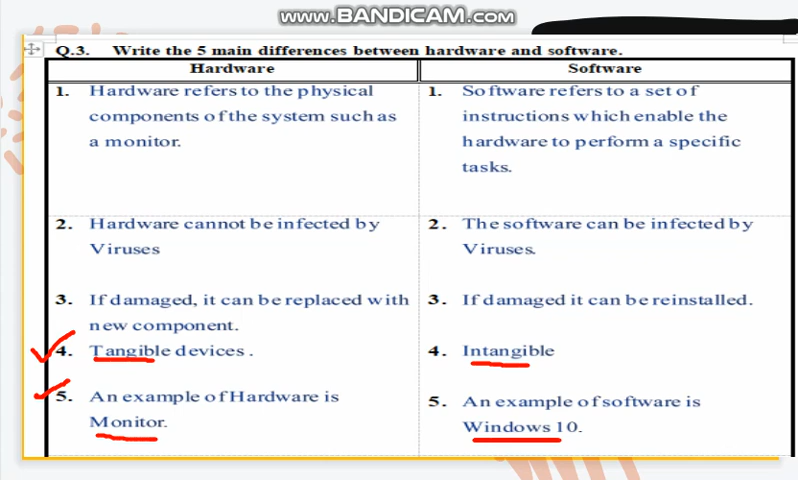 www.BANDICAM.com
Q.3. Write the 5 main differences between hardware and software.
Hardware
1. Hardware refers to the physical
components of the system such as
a monitor.
2. Hardware cannot be infected by
Viruses
3. If damaged, it can be replaced with
new component.
4. Tangible devices .
5. An example of Hardware is
Monitor.
Software
1. Software refers to a set of
instructions which enable the
hardware to perform a specific
tasks.
2. The software can be infected by
Viruses.
3. If damaged it can be reinstalled.
4. Intangible
5. An example of software is
Windows 10.